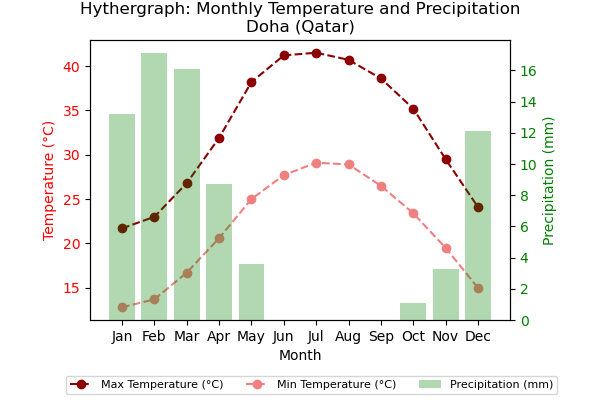 Hythergraph: Monthly Temperature and Precipitation
Doha (Qatar)
Temperature (°C)
40
35
30
25
20
15
Precipitation (mm)
16
14
12
10
8
6
4
2
0
Jan Feb Mar Apr May Jun Jul Aug Sep Oct Nov Dec
Month
Max Temperature (°C) Min Temperature (°C) Precipitation (mm)